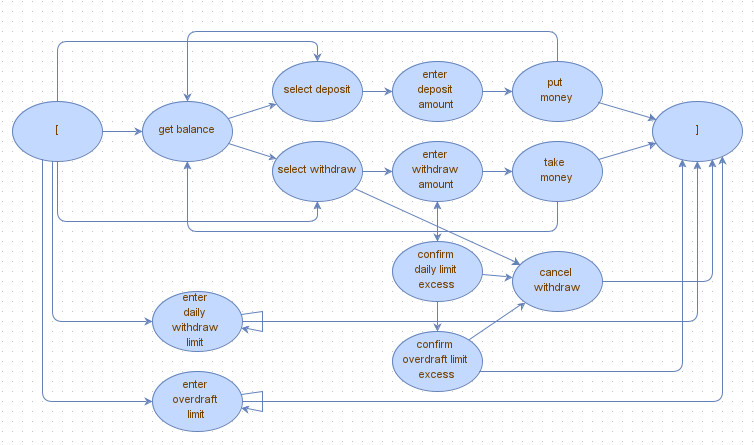 [
get balance
select deposit
enter
deposit
amount
put
money
]
select withdraw
enter
withdraw
amount
take
money
confirm
daily limit
excess
cancel
withdraw
enter
daily
withdraw
limit
confirm
overdraft limit
excess
enter
overdraft
limit